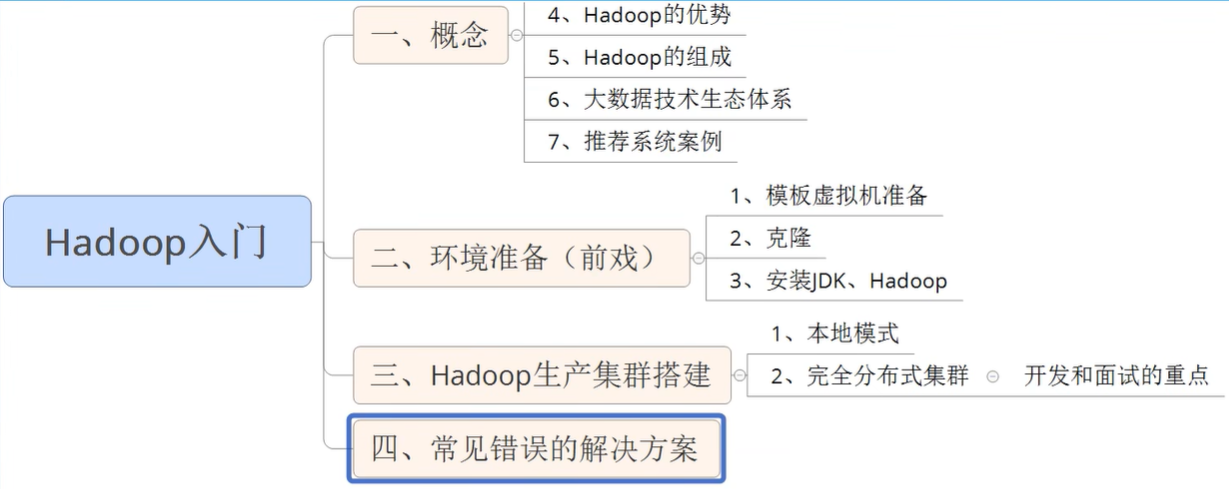 Hadoop入门
一、概念
4、Hadoop的优势
5、Hadoop的组成
6、大数据技术生态体系
7、推荐系统案例
二、环境准备（前戏）
1、模板虚拟机准备
2、克隆
3、安装JDK、Hadoop
三、Hadoop生产集群搭建
1、本地模式
2、完全分布式集群
开发和面试的重点
四、常见错误的解决方案